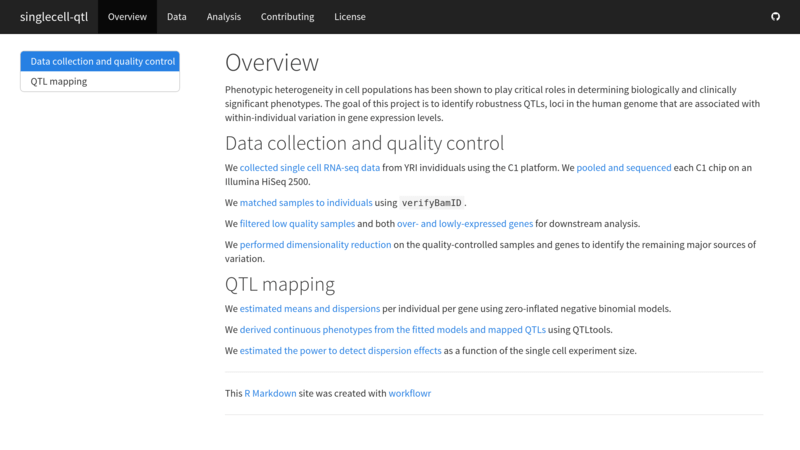 singlecell-qtl Overview Data Analysis Contributing License
Data collection and quality control
QTL mapping
Overview
Phenotypic heterogeneity in cell populations has been shown to play critical roles in determining biologically and clinically
significant phenotypes. The goal of this project is to identify robustness QTLs, loci in the human genome that are associated with
within-individual variation in gene expression levels.
Data collection and quality control
We collected single cell RNA-seq data from YRI invididuals using the C1 platform. We pooled and sequenced each C1 chip on an
Illumina HiSeq 2500.
We matched samples to individuals using verifyBamID.
We filtered low quality samples and both over- and lowly-expressed genes for downstream analysis.
We performed dimensionality reduction on the quality-controlled samples and genes to identify the remaining major sources of
variation.
QTL mapping
We estimated means and dispersions per individual per gene using zero-inflated negative binomial models.
We derived continuous phenotypes from the fitted models and mapped QTLs using QTLtools.
We estimated the power to detect dispersion effects as a function of the single cell experiment size.
This R Markdown site was created with workflowr